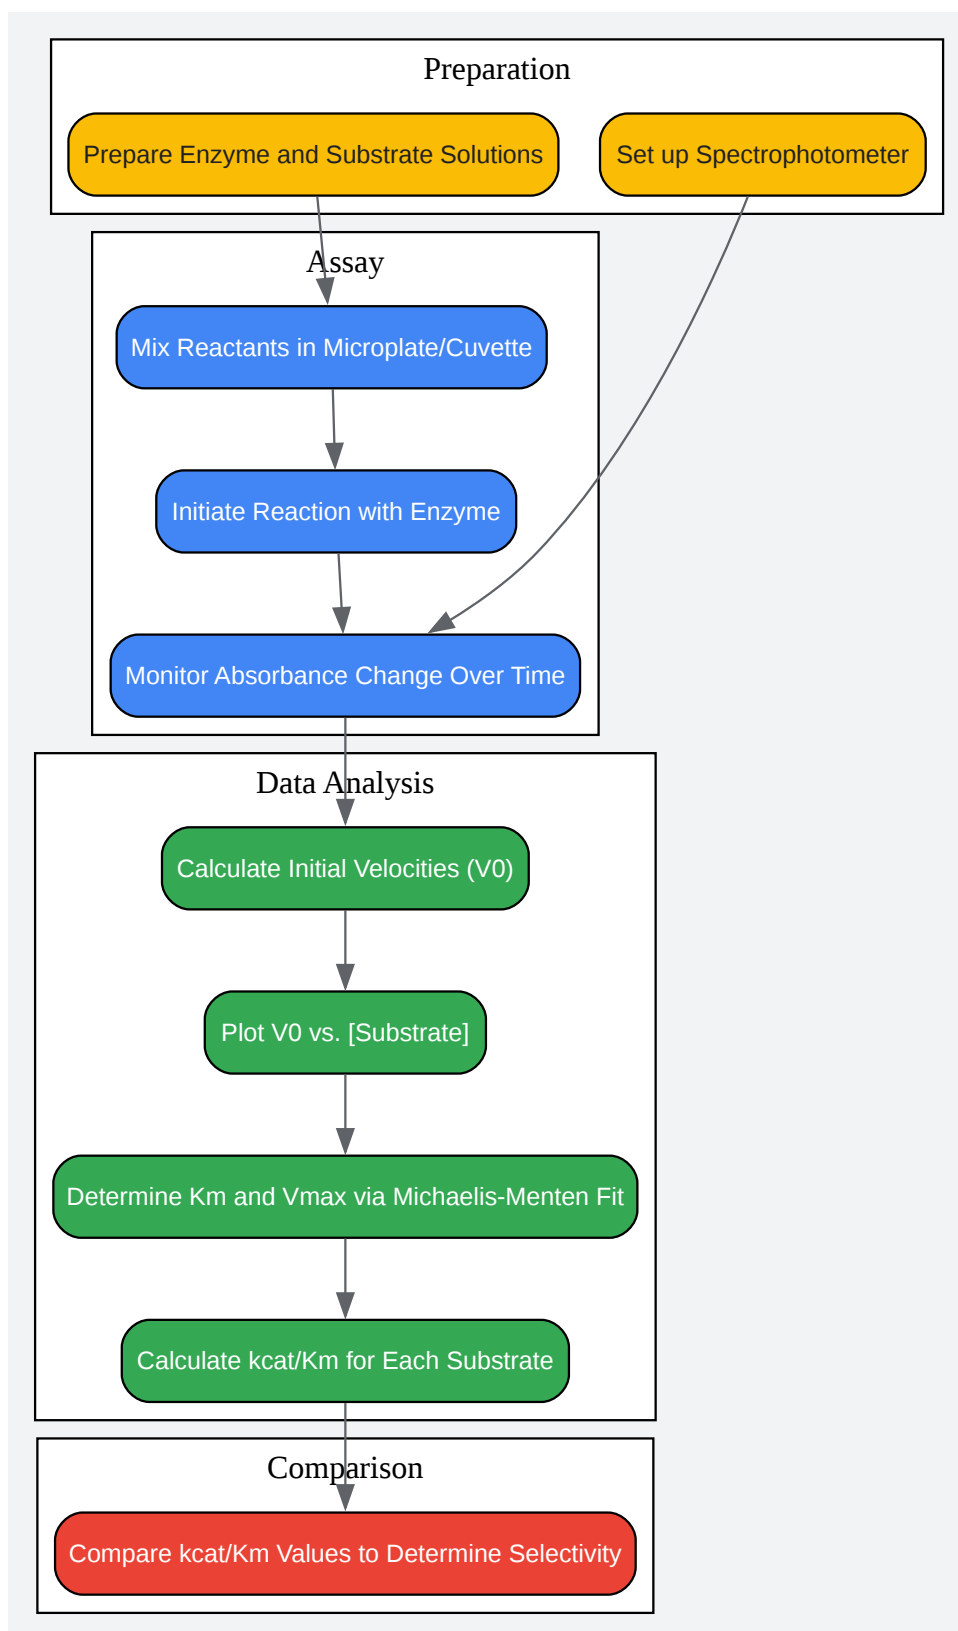 Preparation
Prepare Enzyme and Substrate Solutions
Set up Spectrophotometer
Assay
Mix Reactants in Microplate/Cuvette
Initiate Reaction with Enzyme
Monitor Absorbance Change Over Time
Data Analysis
Calculate Initial Velocities (V0)
Plot V0 vs. [Substrate]
Determine Km and Vmax via Michaelis-Menten Fit
Calculate kcat/Km for Each Substrate
Comparison
Compare kcat/Km Values to Determine Selectivity